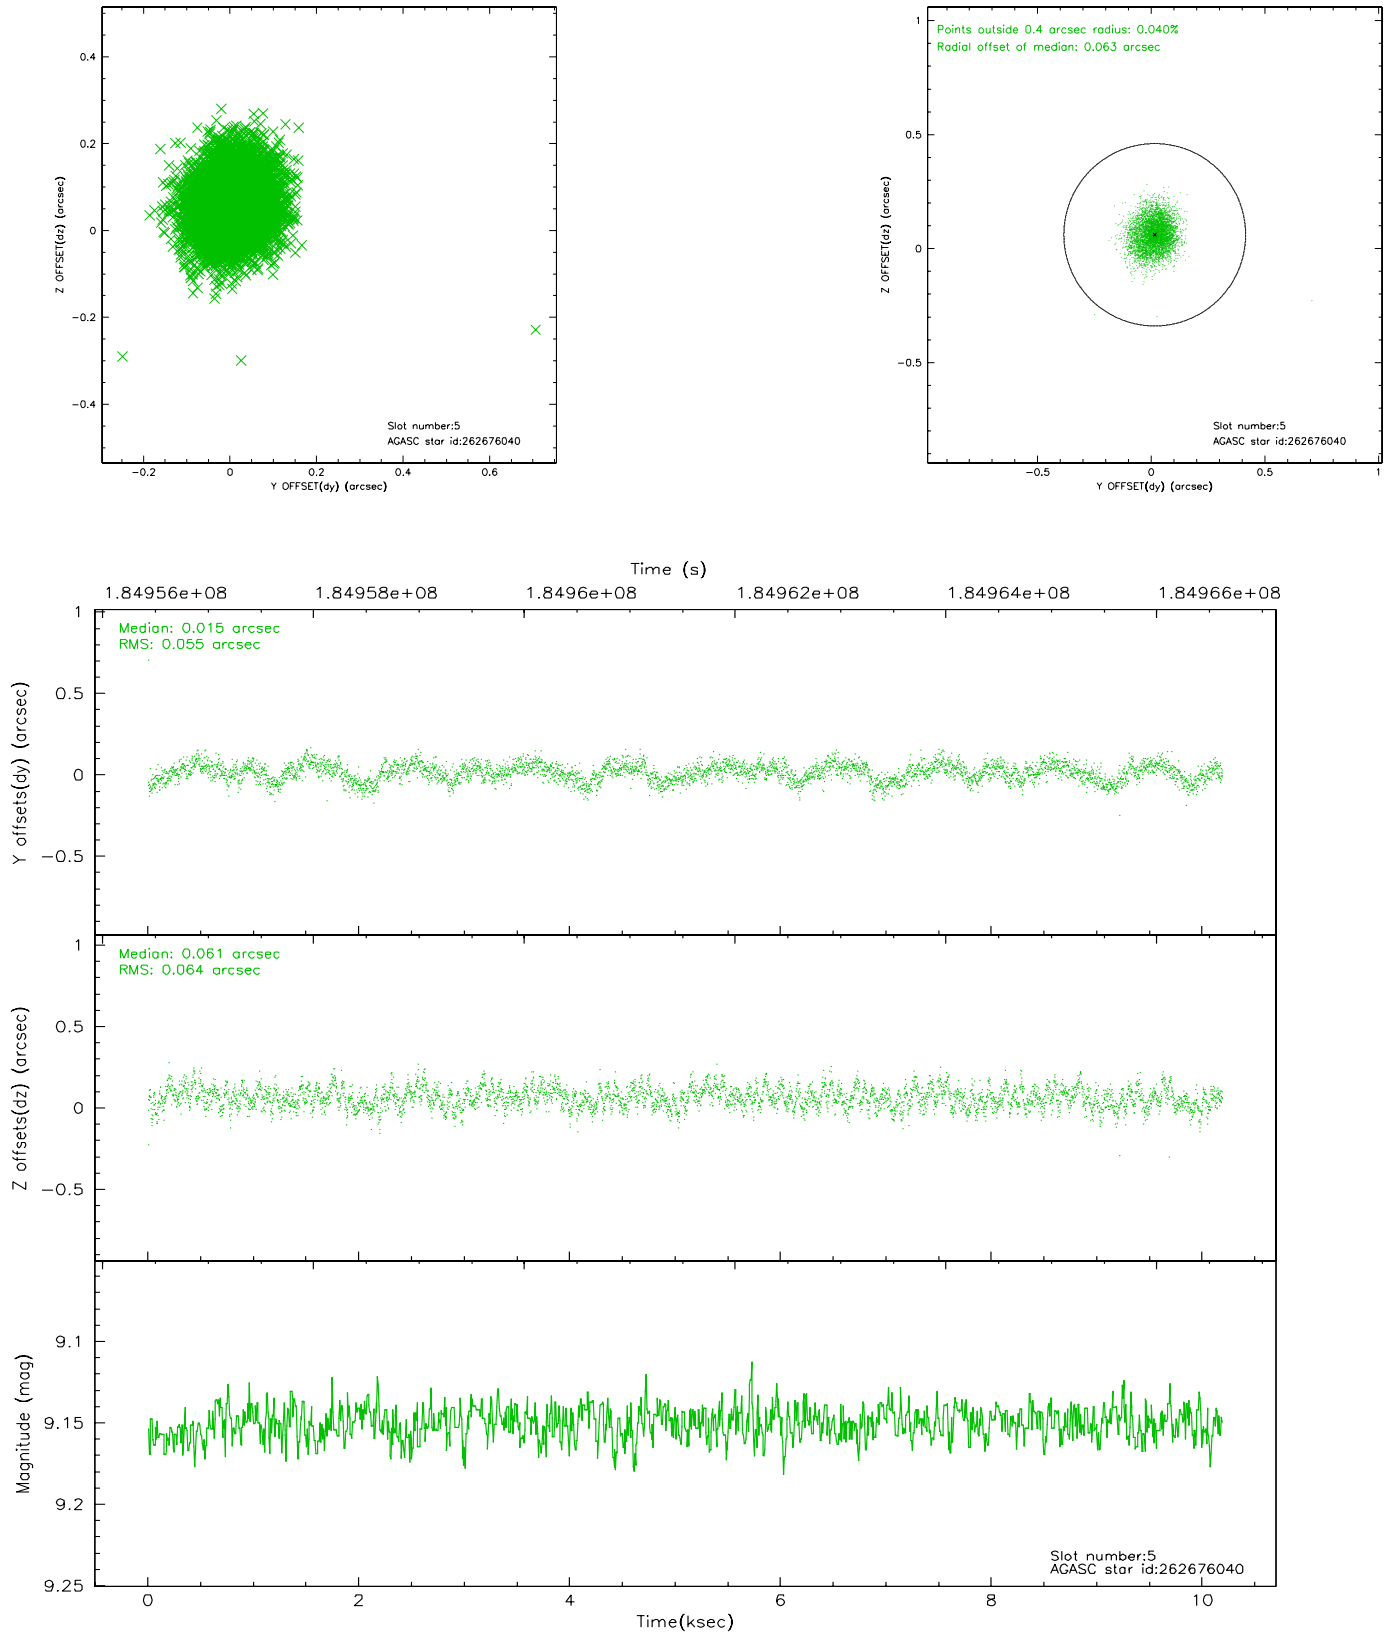 0.4
0.2
0
-0.2
-0.4
Z OFFSET(dz) (arcsec)
Slot number:5
AGASC star id:262676040
-0.2 0 0.2 0.4 0.6
Y OFFSET(dy) (arcsec)
Points outside 0.4 arcsec radius: 0.040%
Radial offset of median: 0.063 arcsec
1
0.5
0
-0.5
Z OFFSET(dz) (arcsec)
Slot number:5
AGASC star id:262676040
-0.5 0 0.5 1
Y OFFSET(dy) (arcsec)
Time (s)
1.84956e+08 1.84958e+08 1.8496e+08 1.84962e+08 1.84964e+08 1.84966e+08
Median: 0.015 arcsec
RMS: 0.055 arcsec
1
0.5
0
-0.5
Y offsets(dy) (arcsec)
Median: 0.061 arcsec
RMS: 0.064 arcsec
1
0.5
0
-0.5
Z offsets(dz) (arcsec)
9.1
9.15
9.2
9.25
Magnitude (mag)
Slot number:5
AGASC star id:262676040
0 2 4 6 8 10
Time(ksec)